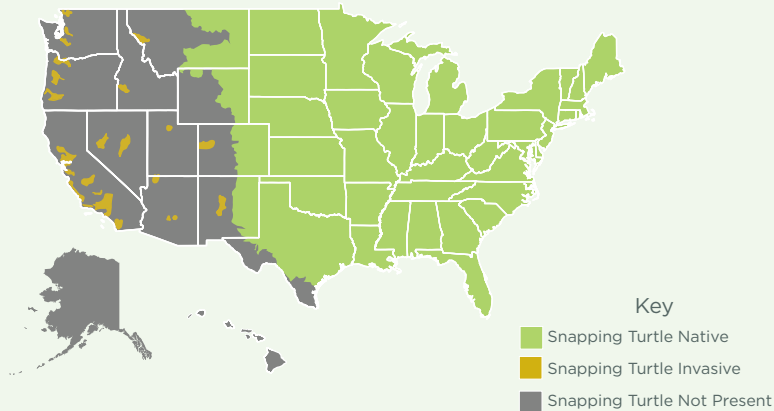 Key
Snapping Turtle Native
Snapping Turtle Invasive
Snapping Turtle Not Present